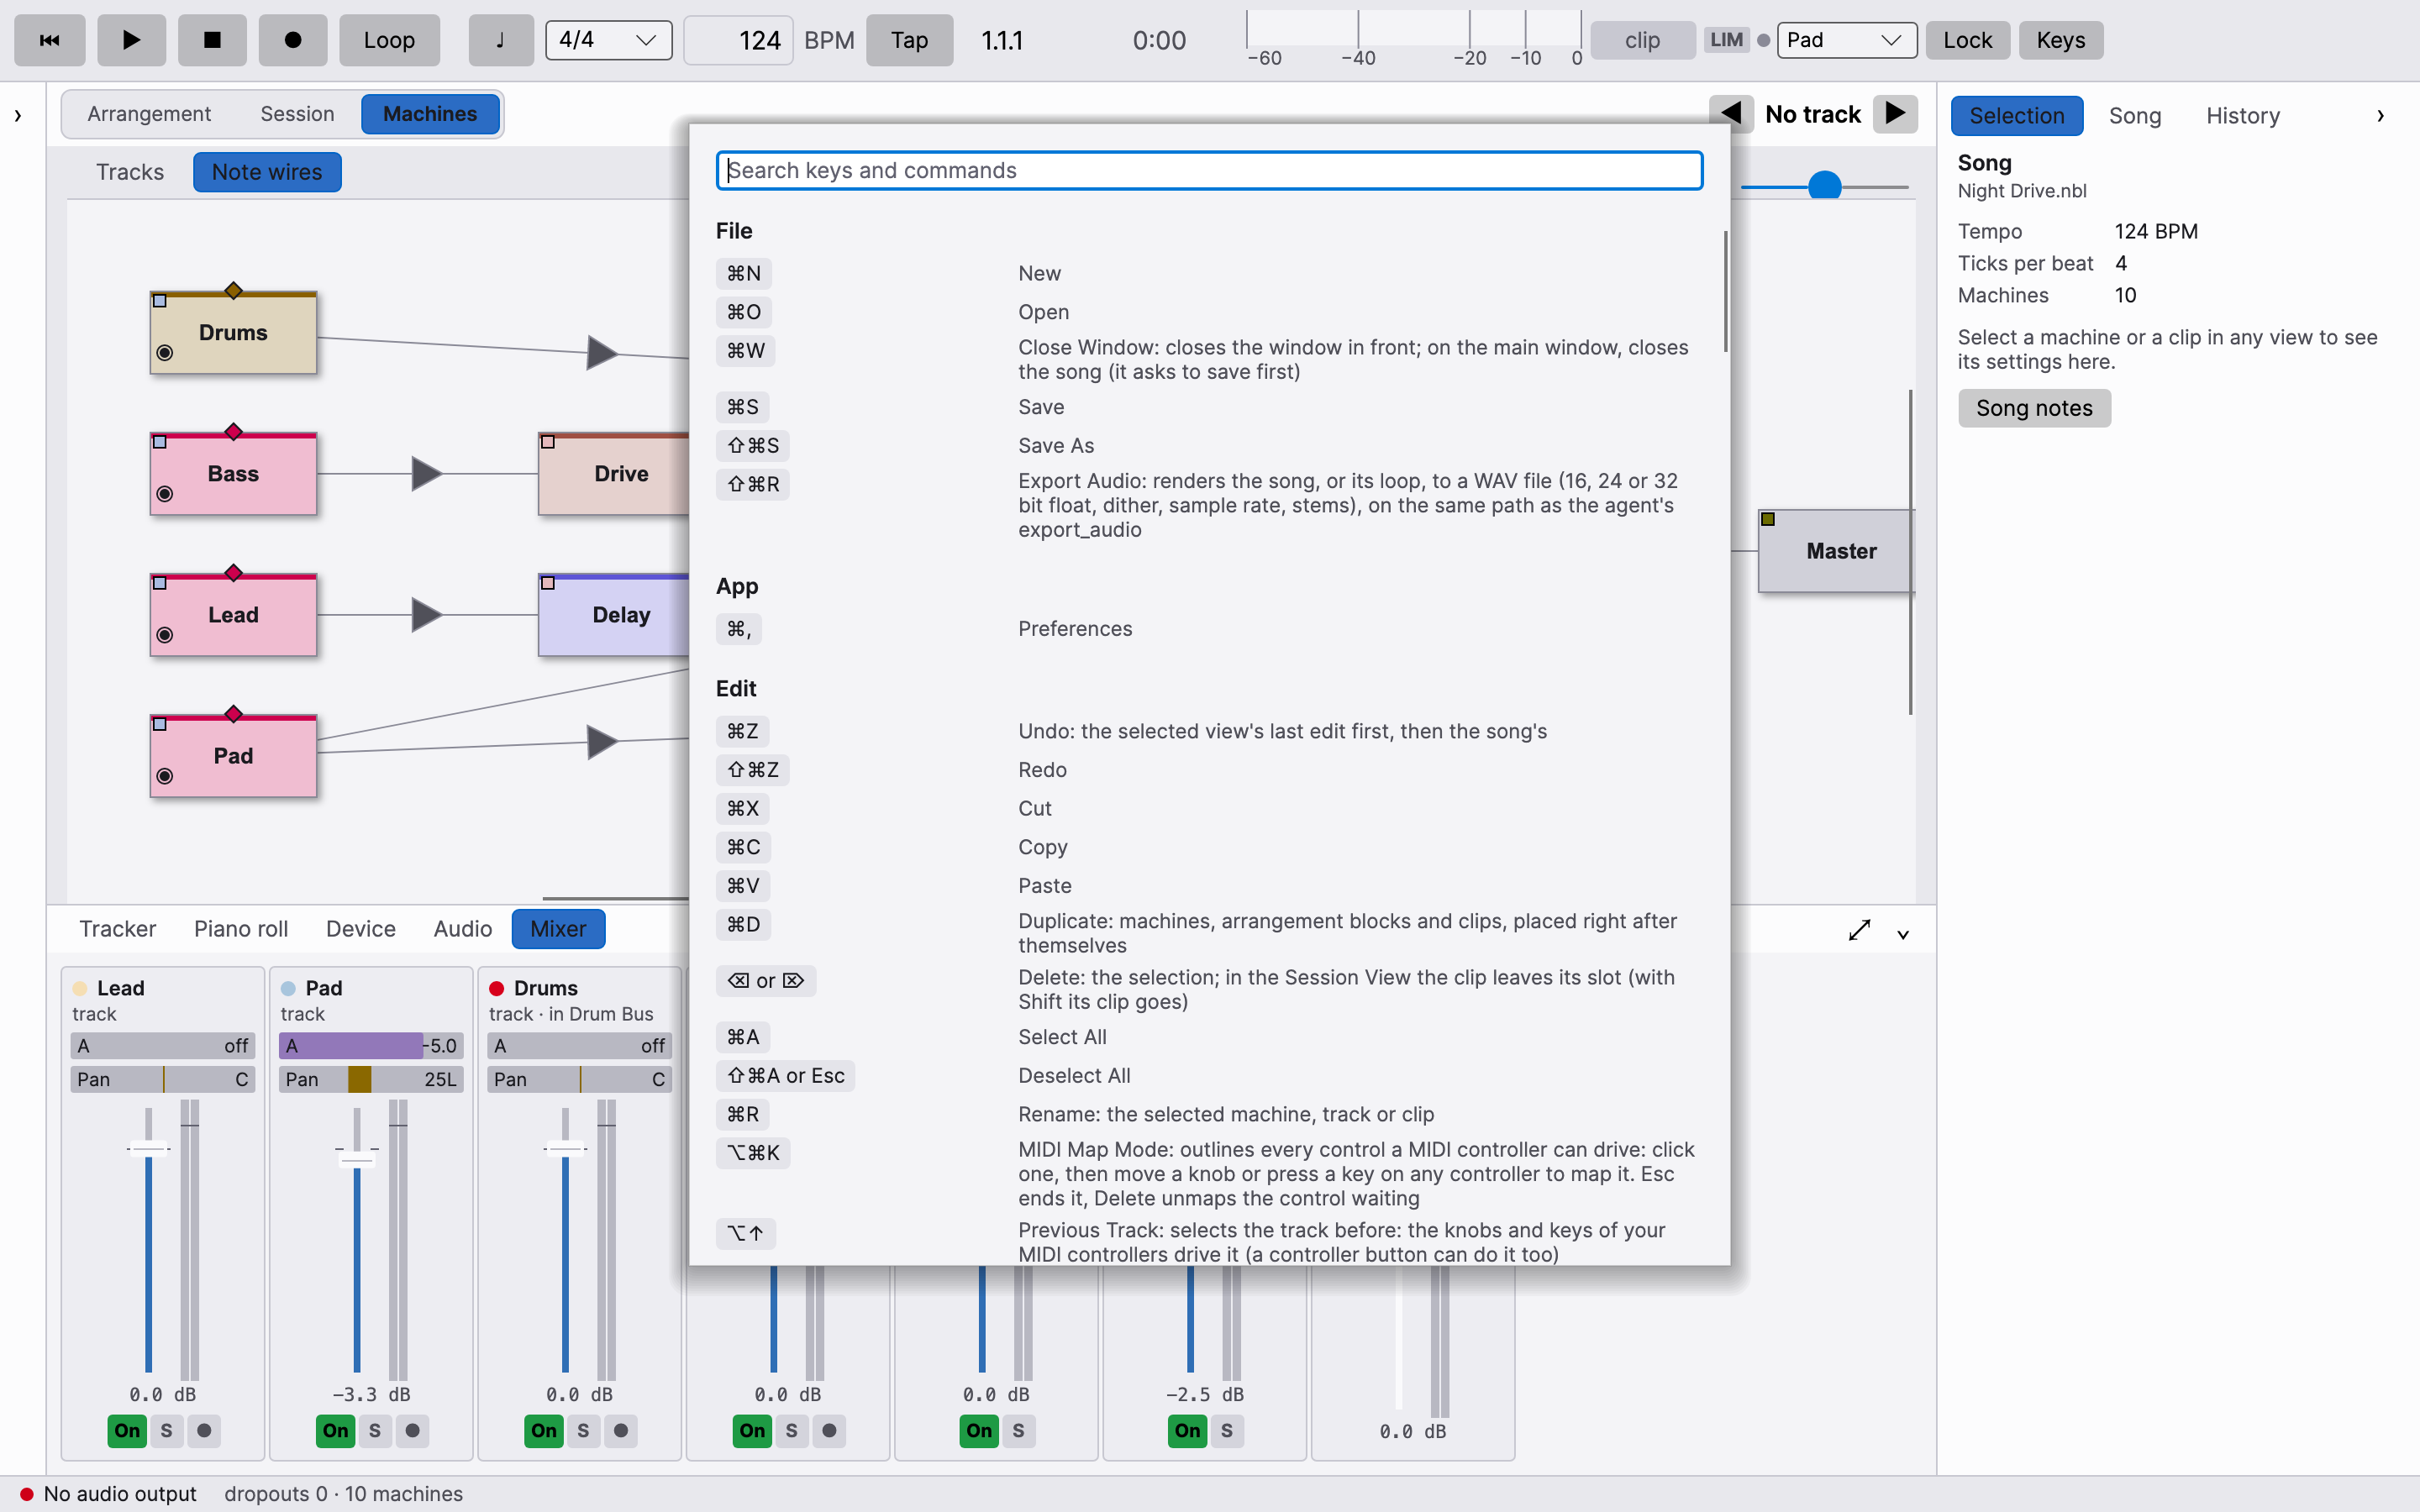 Loop
4/4
124 BPM
Tap
1.1.1
0:00
−60 −40 −20 −10 0
clip
LIM
Pad
Lock
Keys
Arrangement
Session
Machines
No track
Tracks
Note wires
Drums
Bass
Drive
Lead
Delay
Pad
Master
Search keys and commands
File
⌘N New
⌘O Open
⌘W Close Window: closes the window in front; on the main window, closes
the song (it asks to save first)
⌘S Save
⇧⌘S Save As
⇧⌘R Export Audio: renders the song, or its loop, to a WAV file (16, 24 or 32
bit float, dither, sample rate, stems), on the same path as the agent's
export_audio
App
⌘, Preferences
Edit
⌘Z Undo: the selected view's last edit first, then the song's
⇧⌘Z Redo
⌘X Cut
⌘C Copy
⌘V Paste
⌘D Duplicate: machines, arrangement blocks and clips, placed right after
themselves
⌫ or ⌦ Delete: the selection; in the Session View the clip leaves its slot (with
Shift its clip goes)
⌘A Select All
⇧⌘A or Esc Deselect All
⌘R Rename: the selected machine, track or clip
⌥⌘K MIDI Map Mode: outlines every control a MIDI controller can drive: click
one, then move a knob or press a key on any controller to map it. Esc
ends it, Delete unmaps the control waiting
⌥↑ Previous Track: selects the track before: the knobs and keys of your
MIDI controllers drive it (a controller button can do it too)
Selection
Song
History
Song
Night Drive.nbl
Tempo 124 BPM
Ticks per beat 4
Machines 10
Select a machine or a clip in any view to see
its settings here.
Song notes
Tracker
Piano roll
Device
Audio
Mixer
Lead
track
A off
Pan C
0.0 dB
On S
Pad
track
A -5.0
Pan 25L
−3.3 dB
On S
Drums
track · in Drum Bus
A off
Pan C
0.0 dB
On S
0.0 dB
On S
0.0 dB
On S
−2.5 dB
On S
0.0 dB
No audio output
dropouts 0 · 10 machines